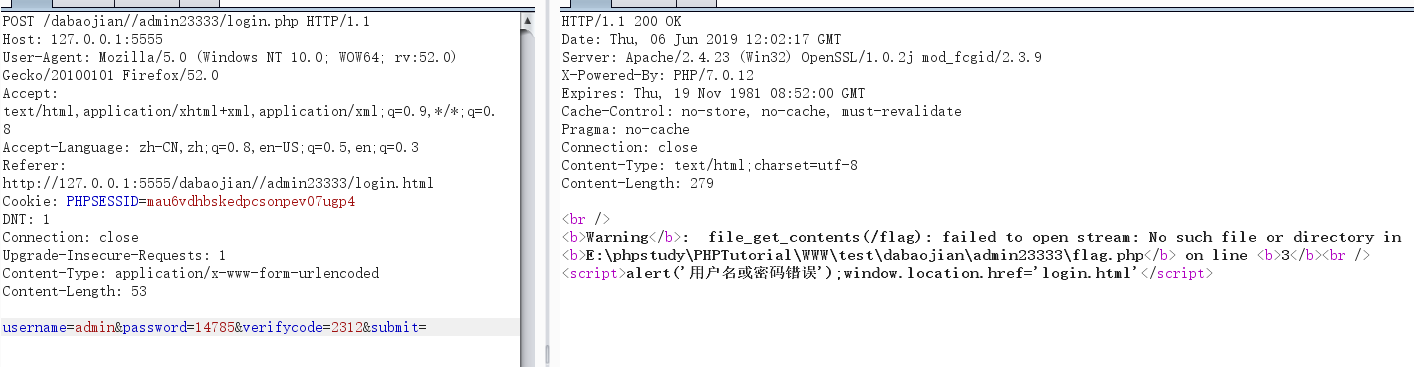 POST /dabaojian//admin23333/login.php HTTP/1.1
Host: 127.0.0.1:5555
User-Agent: Mozilla/5.0 (Windows NT 10.0; WOW64; rv:52.0)
Gecko/20100101 Firefox/52.0
Accept:
text/html,application/xhtml+xml,application/xml;q=0.9,*/*;q=0.
8
Accept-Language: zh-CN,zh;q=0.8,en-US;q=0.5,en;q=0.3
Referer:
http://127.0.0.1:5555/dabaojian//admin23333/login.html
Cookie: PHPSESSID=mau6vdhbskedpcsonpev07ugp4
DNT: 1
Connection: close
Upgrade-Insecure-Requests: 1
Content-Type: application/x-www-form-urlencoded
Content-Length: 53

username=admin&password=14785&verifycode=2312&submit=

HTTP/1.1 200 OK
Date: Thu, 06 Jun 2019 12:02:17 GMT
Server: Apache/2.4.23 (Win32) OpenSSL/1.0.2j mod_fcgid/2.3.9
X-Powered-By: PHP/7.0.12
Expires: Thu, 19 Nov 1981 08:52:00 GMT
Cache-Control: no-store, no-cache, must-revalidate
Pragma: no-cache
Connection: close
Content-Type: text/html;charset=utf-8
Content-Length: 279

<br />
<b>Warning</b>:  file_get_contents(/flag): failed to open stream: No such file or directory in
<b>E:\phpstudy\PHPTutorial\WWW\test\dabaojian\admin23333\flag.php</b> on line <b>3</b><br />
<script>alert('用户名或密码错误');window.location.href='login.html'</script>